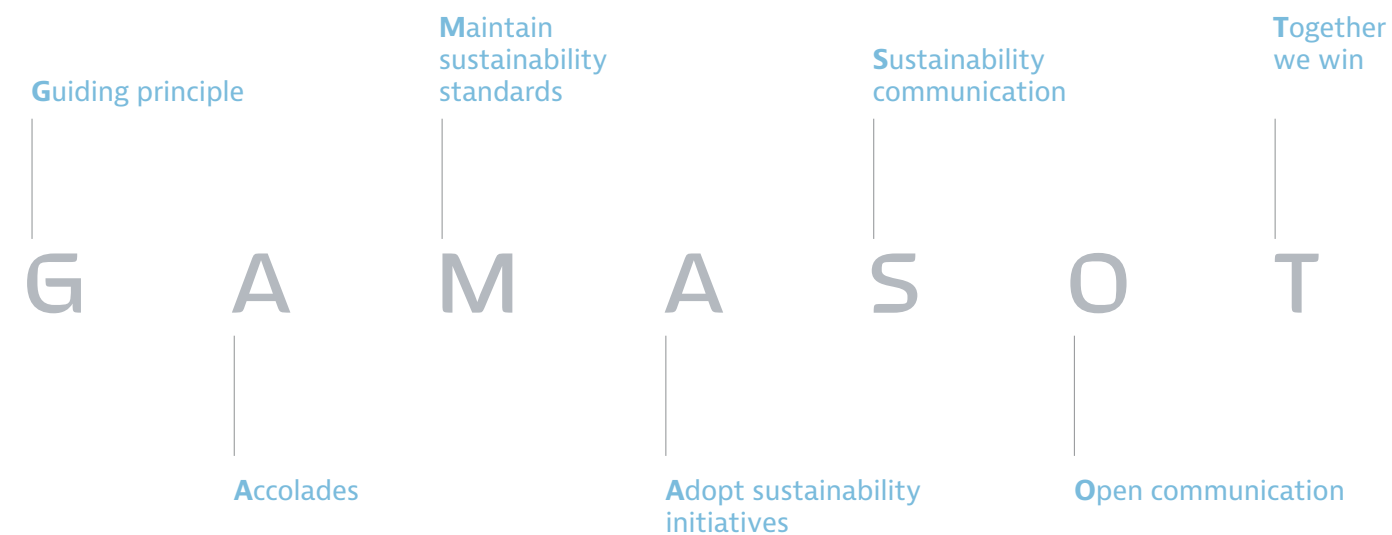 Guiding principle
Maintain
sustainability
standards
Sustainability
communication
Together
we win
G A M A S O T
Accolades
Adopt sustainability
initiatives
Open communication